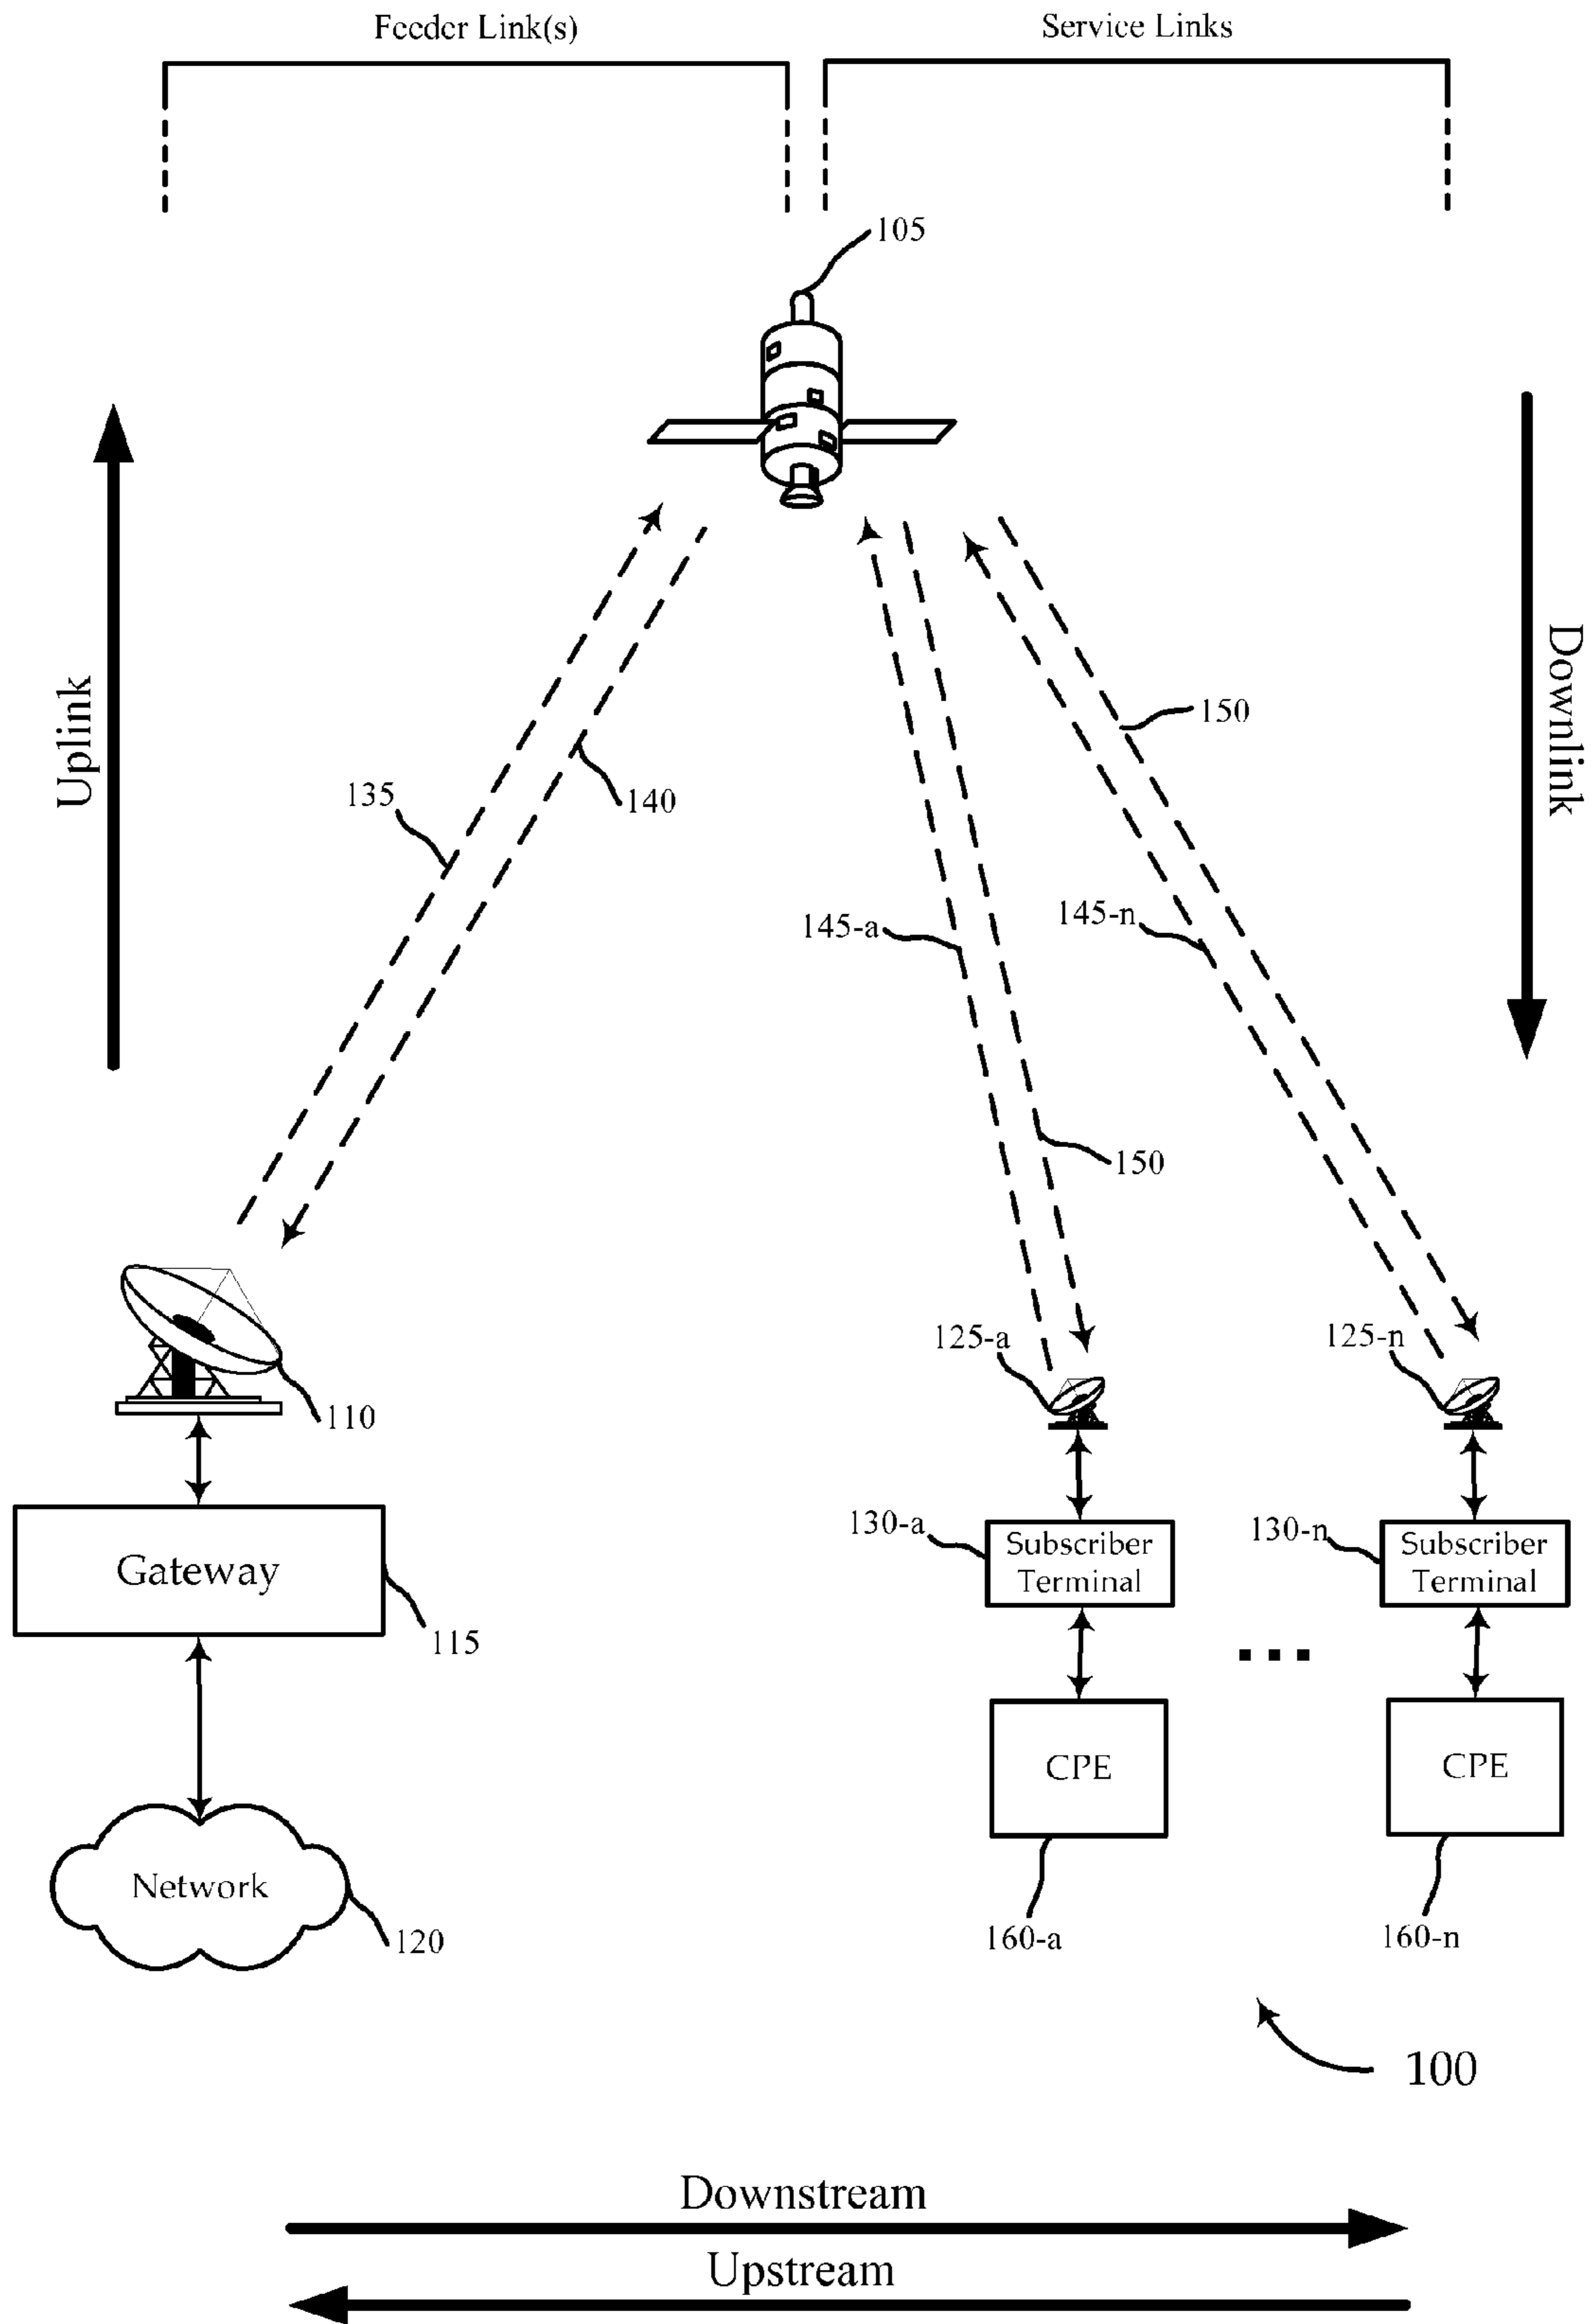 Feeder Link(s)
Service Links
105
Uplink
Downlink
150
135
140
145-a
145-n
150
125-a
125-n
110
130-a
Subscriber
Terminal
130-n
Subscriber
Terminal
Gateway
115
CPE
CPE
Network
120
160-a
160-n
100
Downstream
Upstream